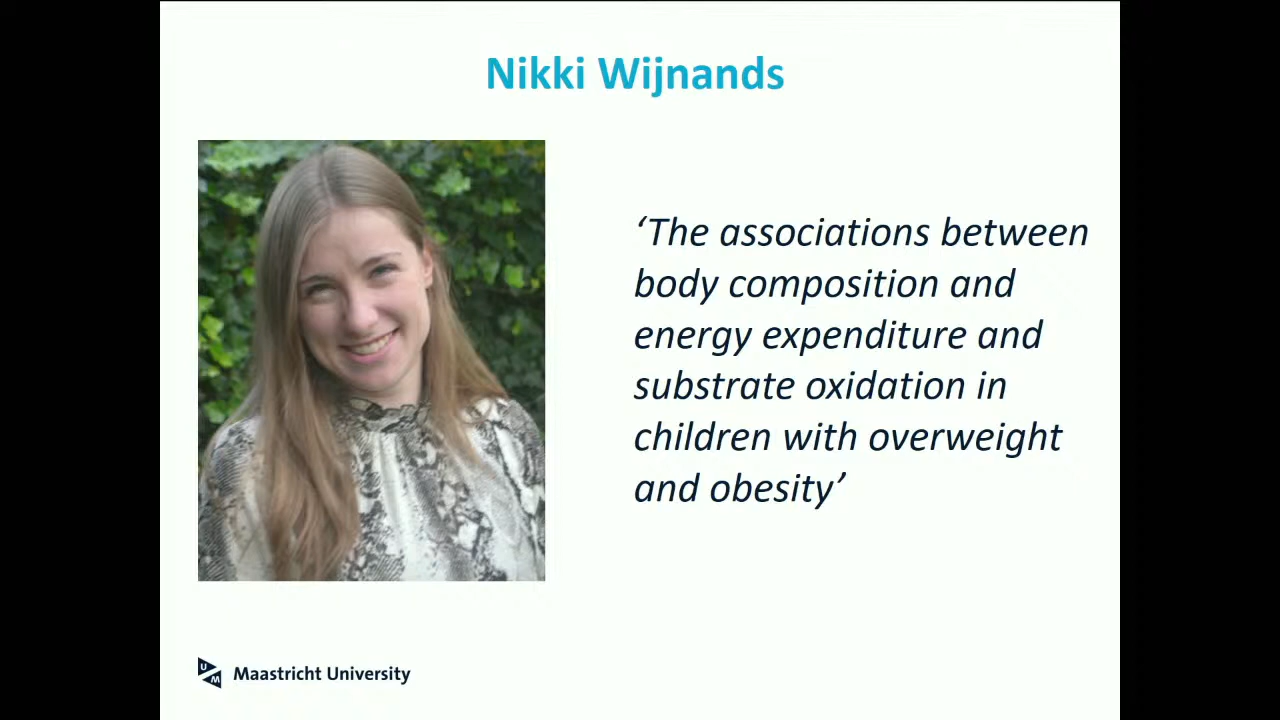 Nikki Wijnands
‘The associations between
body composition and
energy expenditure and
substrate oxidation in
children with overweight
and obesity’
UM Maastricht University